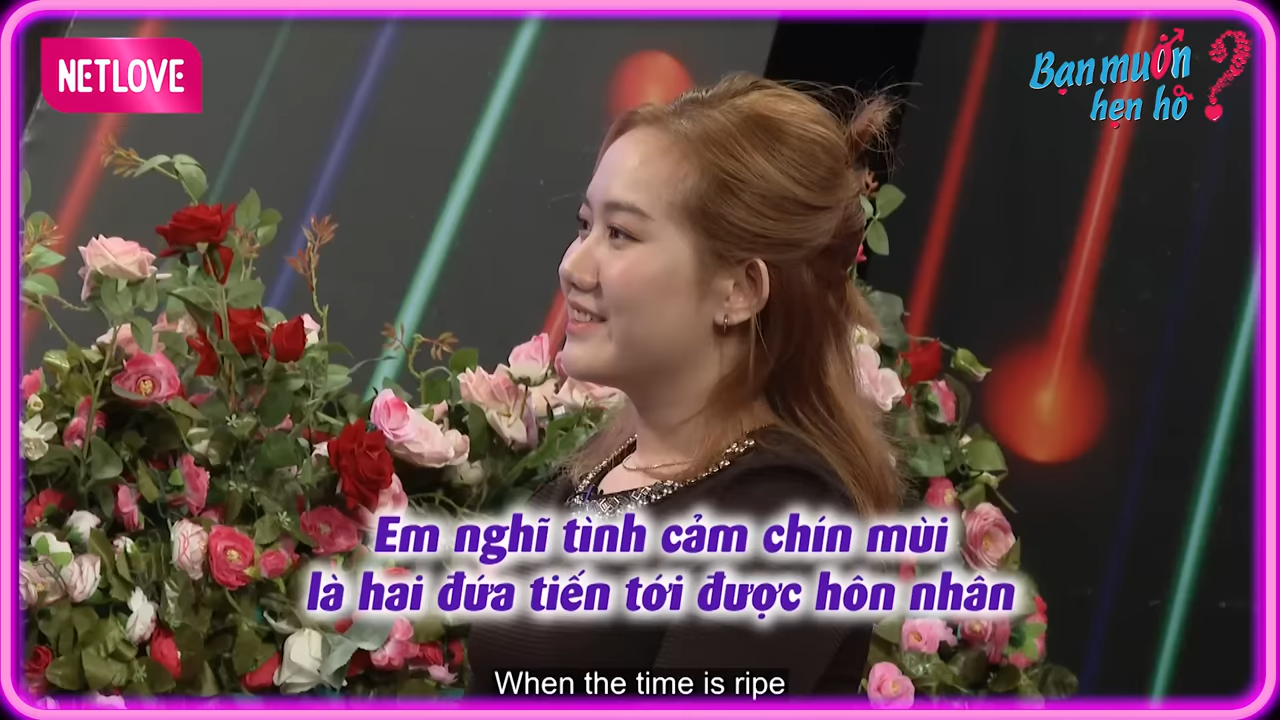 NETLOVE
Bạn muốn
hẹn hò ?
Em nghĩ tình cảm chín mùi
là hai đứa tiến tới được hôn nhân
When the time is ripe